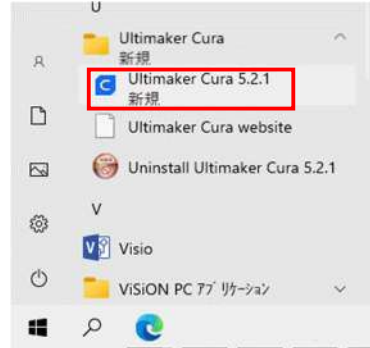 U
Ultimaker Cura
新規
Ultimaker Cura 5.2.1
新規
Ultimaker Cura website
Uninstall Ultimaker Cura 5.2.1
V
Visio
ViSiON PC ｱﾌﾟﾘｹｰｼｮﾝ